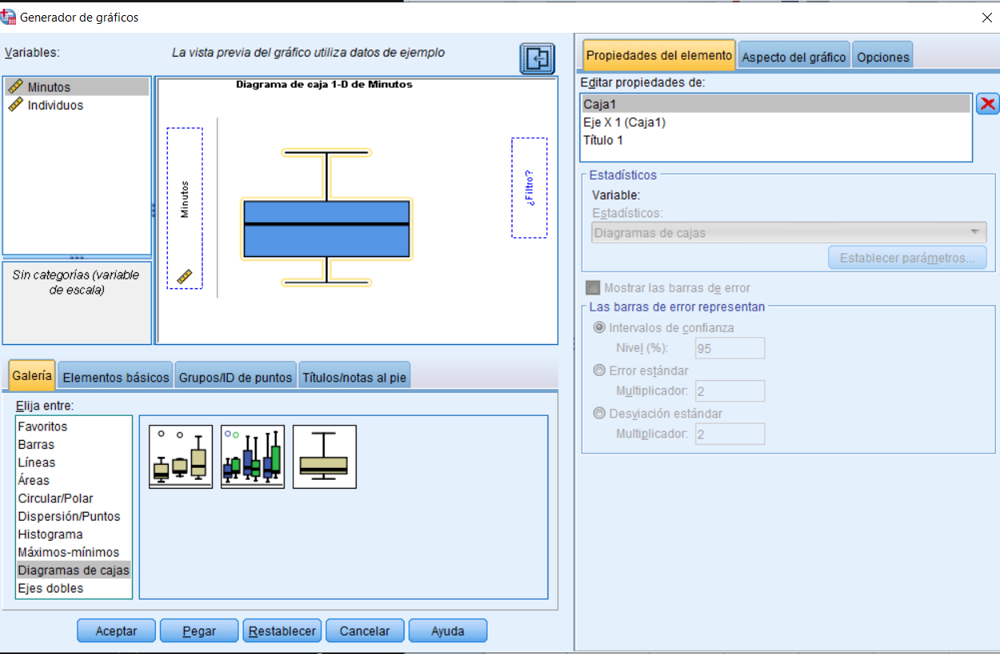 Generador de gráficos
Variables:
La vista previa del gráfico utiliza datos de ejemplo
Minutos
Individuos
Sin categorías (variable
de escala)
Diagrama de caja 1-D de Minutos
Minutos
¿Filtro?
Galería
Elementos básicos
Grupos/ID de puntos
Títulos/notas al pie
Elija entre:
Favoritos
Barras
Líneas
Áreas
Circular/Polar
Dispersión/Puntos
Histograma
Máximos-mínimos
Diagramas de cajas
Ejes dobles
Aceptar
Pegar
Restablecer
Cancelar
Ayuda
Propiedades del elemento
Aspecto del gráfico
Opciones
Editar propiedades de:
Caja1
Eje X 1 (Caja1)
Título 1
Estadísticos
Variable:
Estadísticos:
Diagramas de cajas
Establecer parámetros...
Mostrar las barras de error
Las barras de error representan
Intervalos de confianza
Nivel (%): 95
Error estándar
Multiplicador: 2
Desviación estándar
Multiplicador: 2